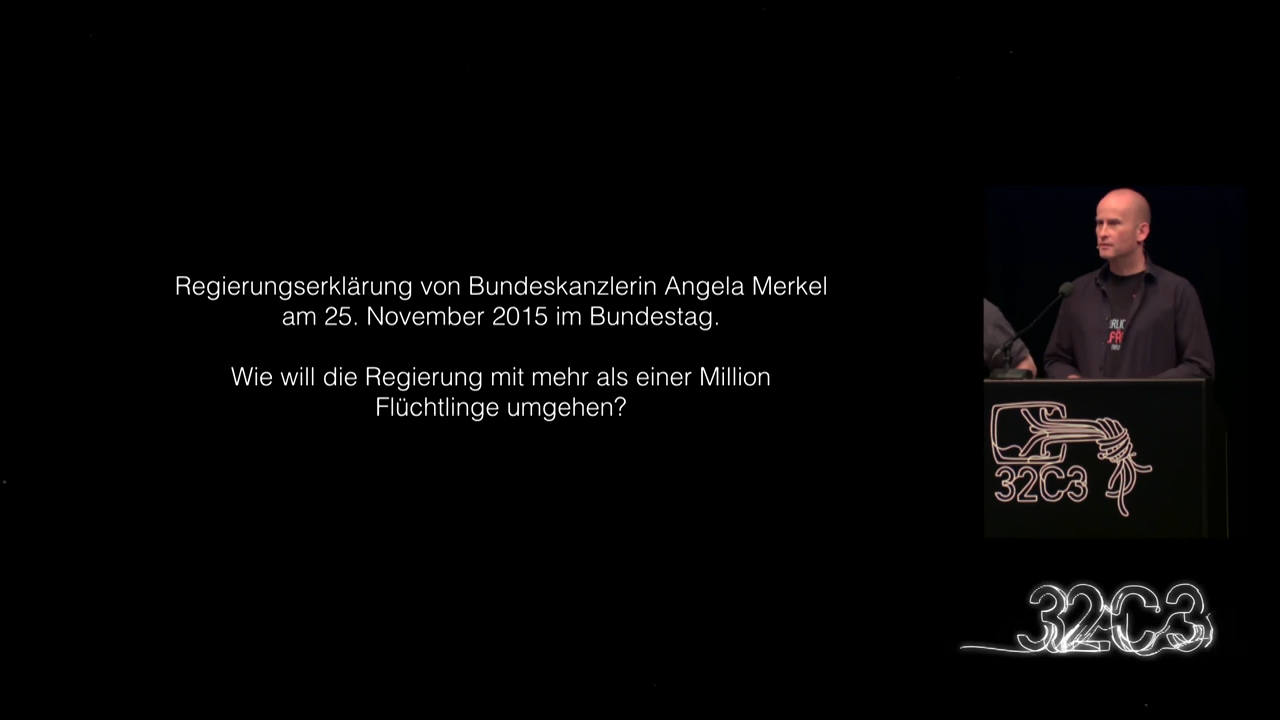 Regierungserklärung von Bundeskanzlerin Angela Merkel
am 25. November 2015 im Bundestag.
Wie will die Regierung mit mehr als einer Million
Flüchtlinge umgehen?
32C3
32C3